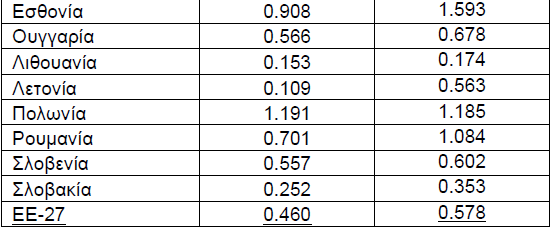 Εσθονία 0.908 1.593
Ουγγαρία 0.566 0.678
Λιθουανία 0.153 0.174
Λετονία 0.109 0.563
Πολωνία 1.191 1.185
Ρουμανία 0.701 1.084
Σλοβενία 0.557 0.602
Σλοβακία 0.252 0.353
ΕΕ-27 0.460 0.578